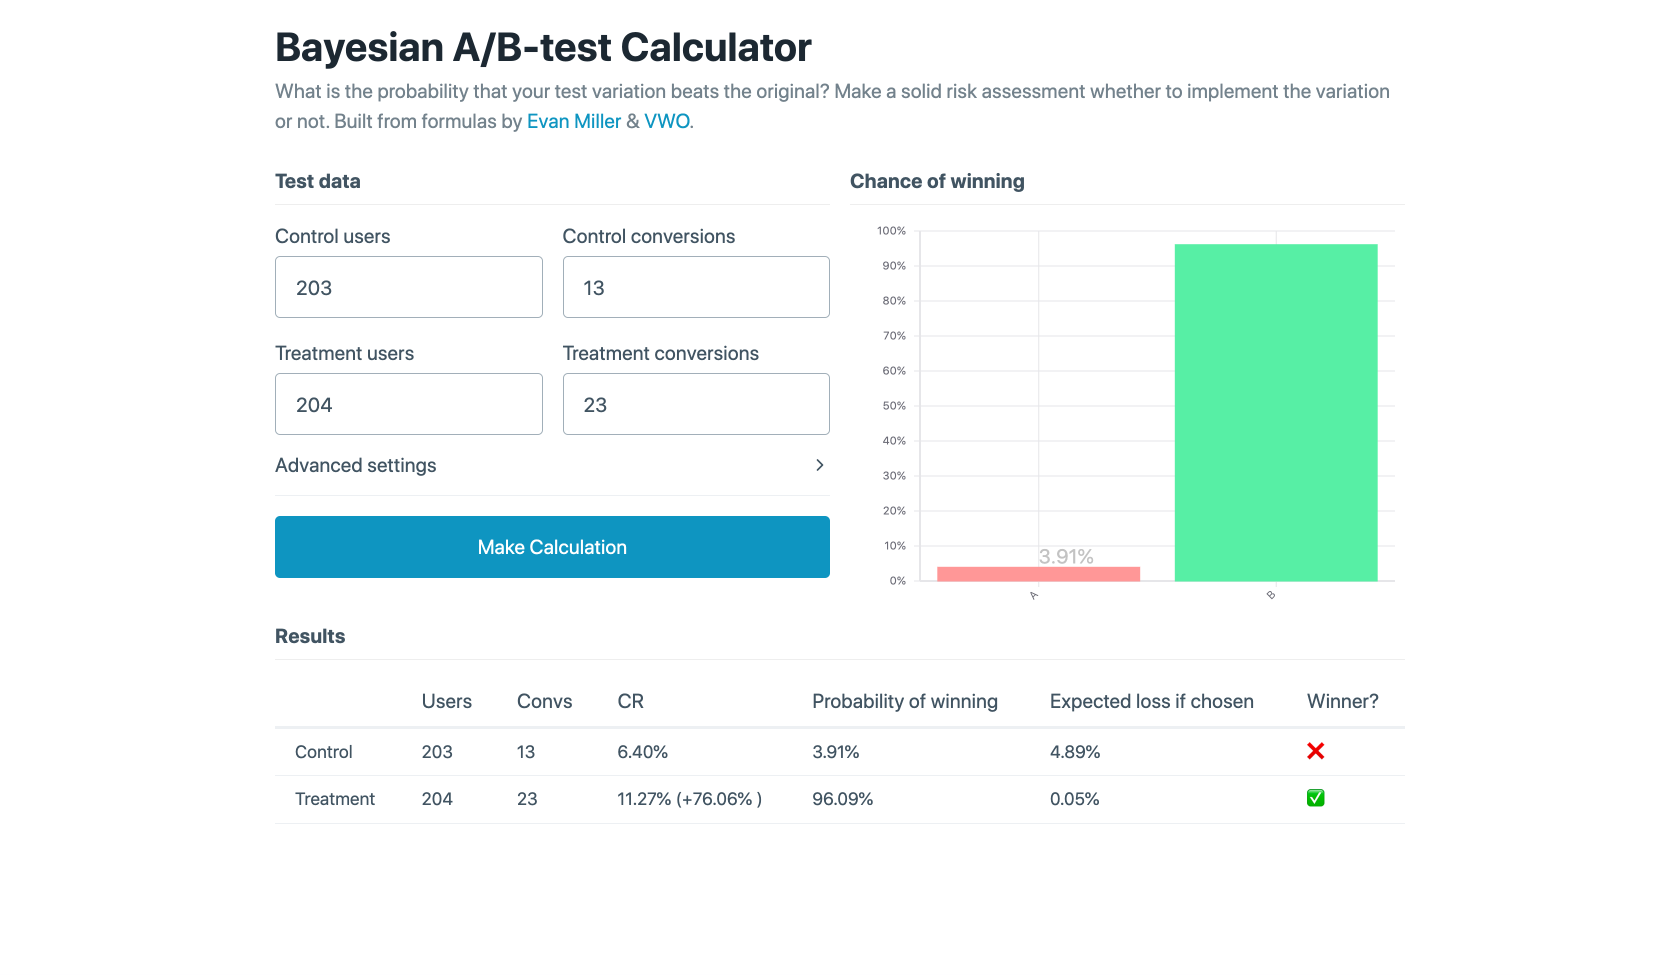 Bayesian A/B-test Calculator
What is the probability that your test variation beats the original? Make a solid risk assessment whether to implement the variation
or not. Built from formulas by Evan Miller & VWO.
Test data
Control users
Control conversions
203
13
Treatment users
Treatment conversions
204
23
Advanced settings
Make Calculation
Chance of winning
100%
90%
80%
70%
60%
50%
40%
30%
20%
10%
0%
3.91%
A
B
Results
Users Convs CR Probability of winning Expected loss if chosen Winner?
Control 203 13 6.40% 3.91% 4.89%
Treatment 204 23 11.27% (+76.06% ) 96.09% 0.05%